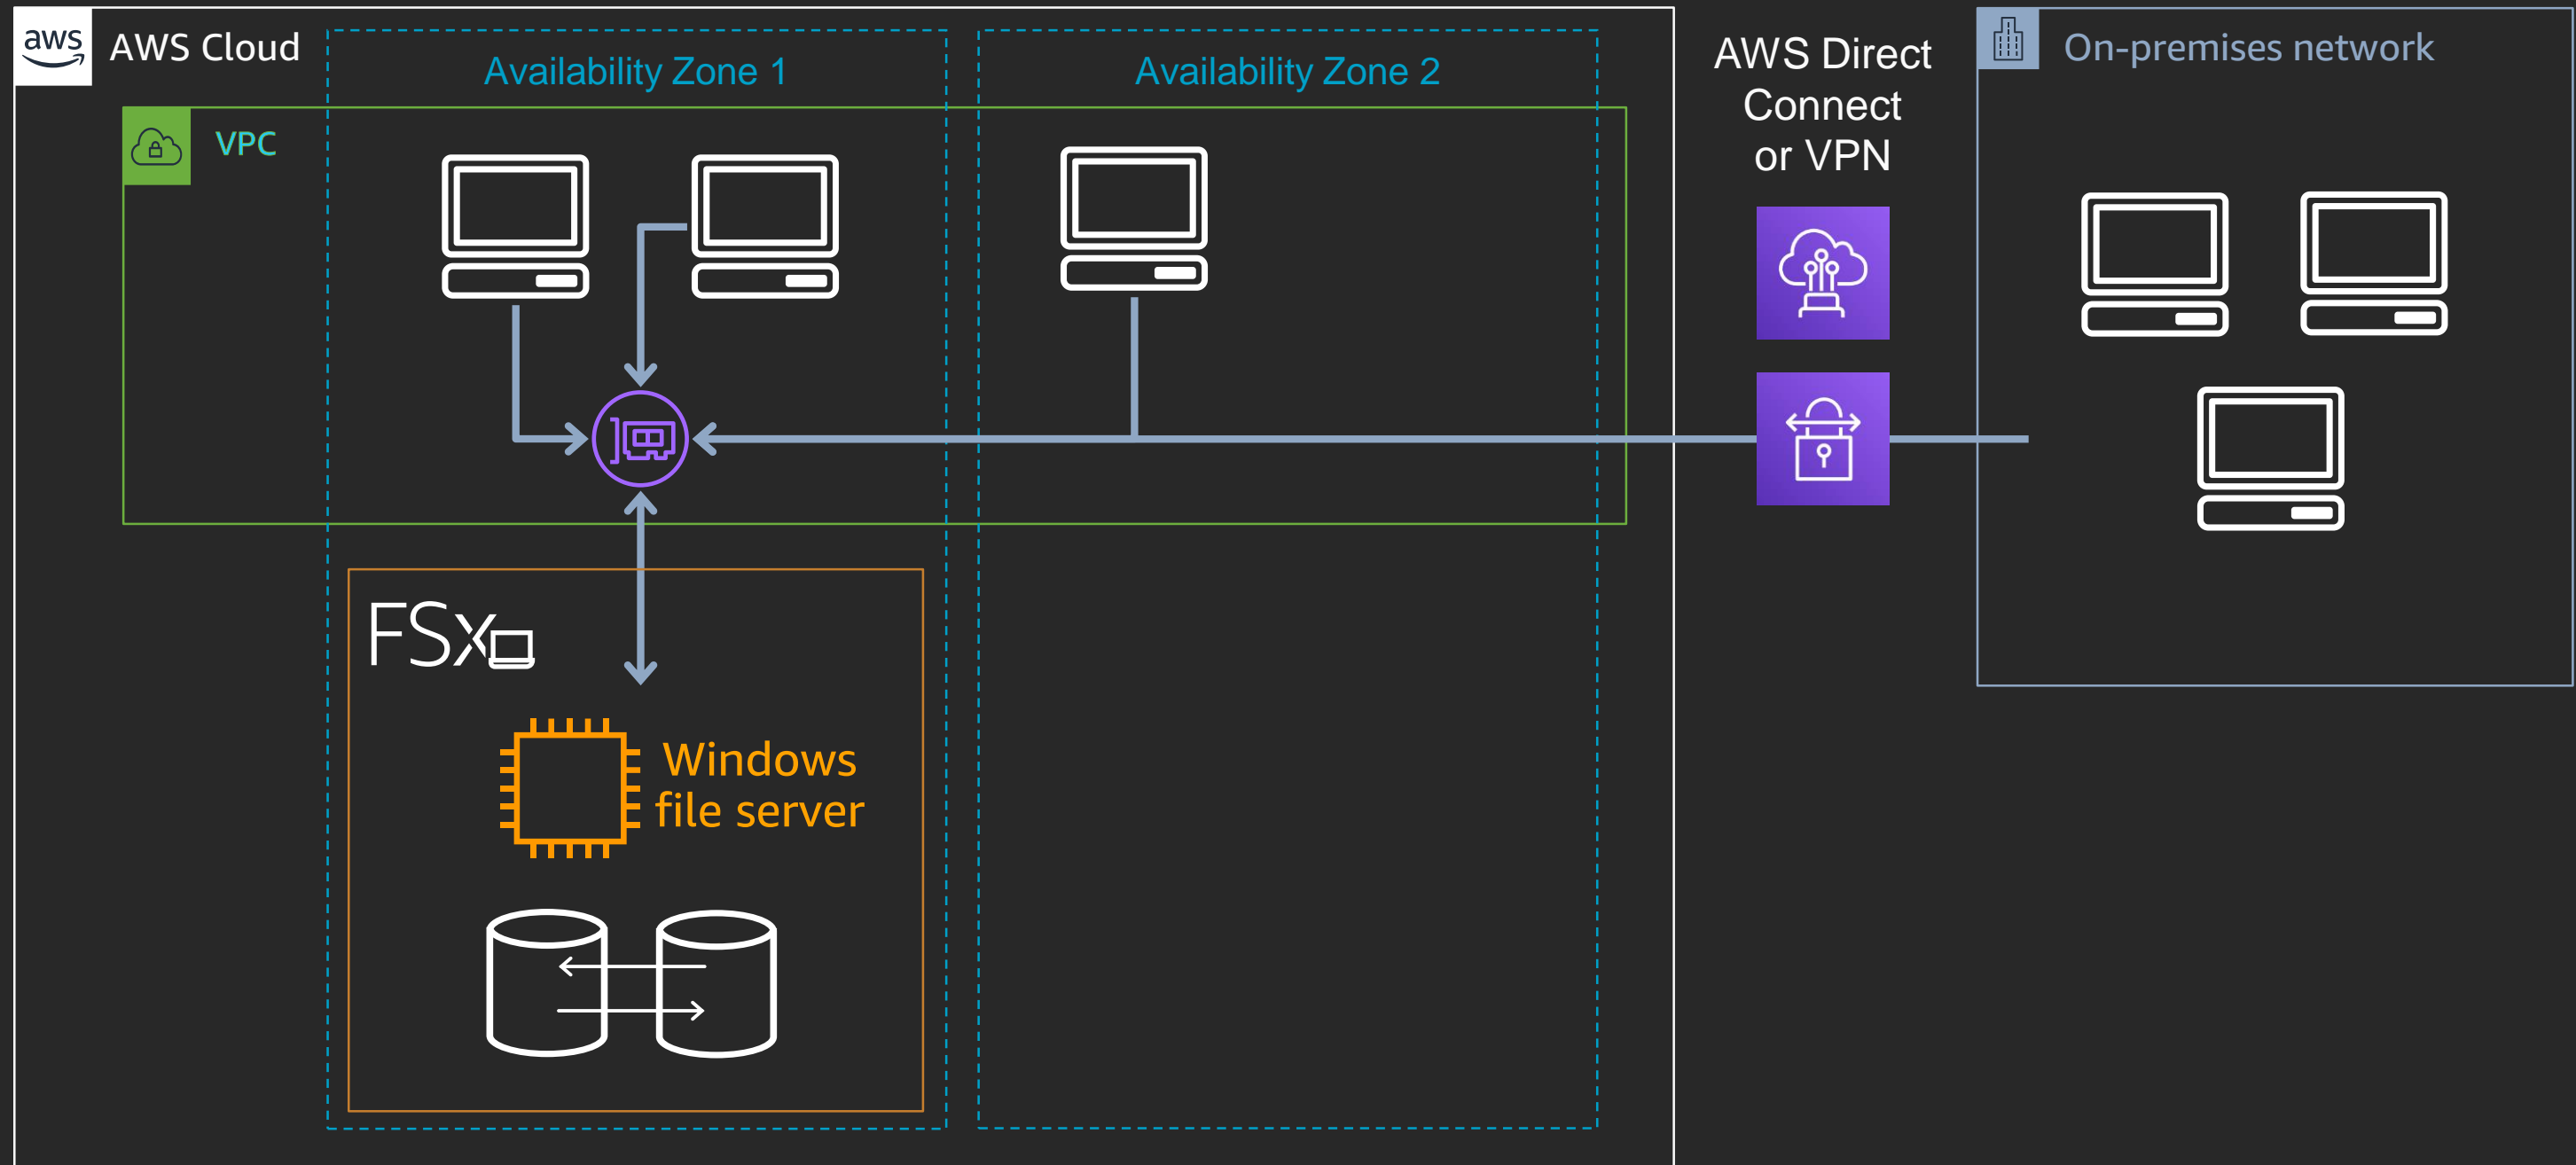 aws
AWS Cloud
Availability Zone 1
Availability Zone 2
AWS Direct
Connect
or VPN
On-premises network
VPC
FSx
Windows
file server